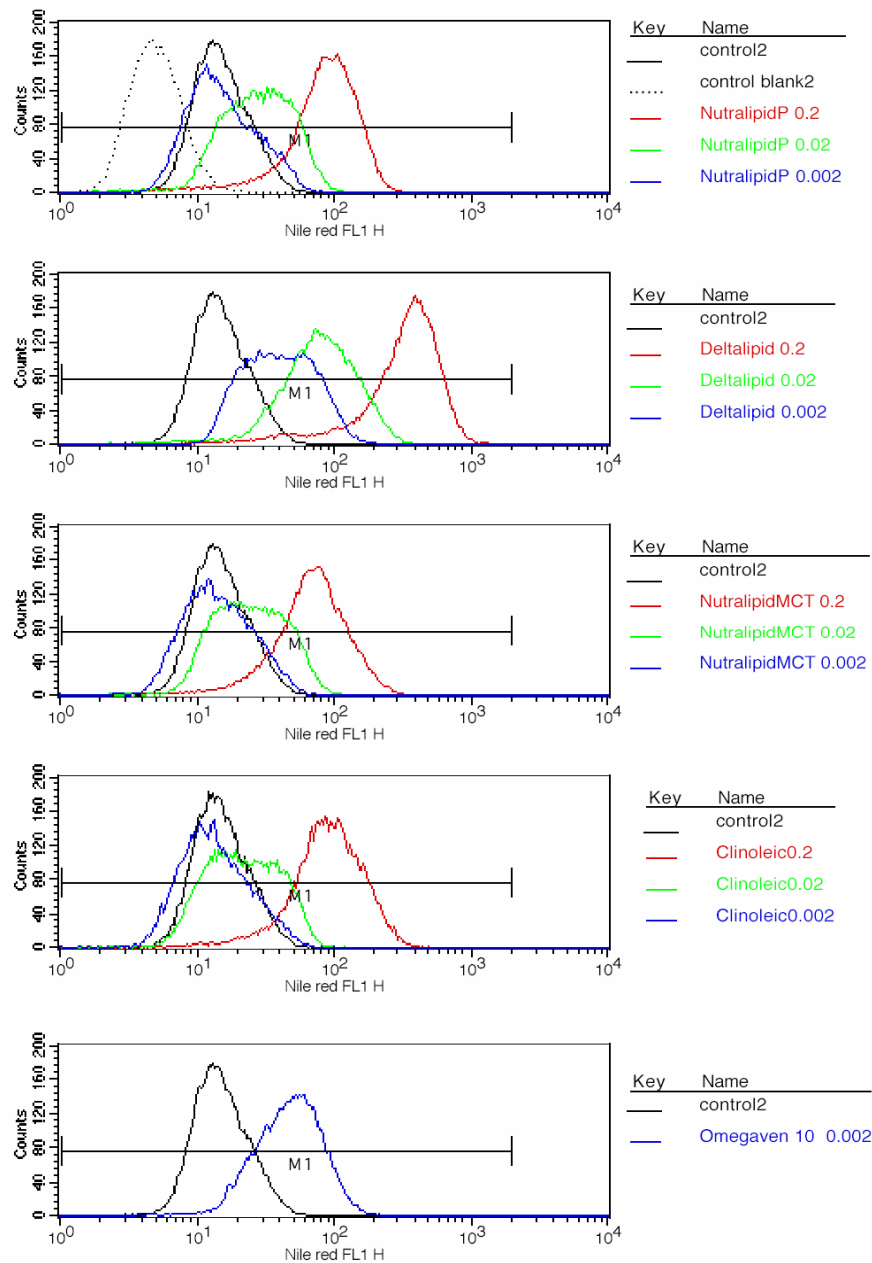 Key Name
control2
control blank2
NutralipidP 0.2
NutralipidP 0.02
NutralipidP 0.002
Counts
0 40 80 120 160 200
M1
10^0 10^1 10^2 10^3 10^4
Nile red FL1 H
Key Name
control2
Deltalipid 0.2
Deltalipid 0.02
Deltalipid 0.002
Counts
0 40 80 120 160 200
M1
10^0 10^1 10^2 10^3 10^4
Nile red FL1 H
Key Name
control2
NutralipidMCT 0.2
NutralipidMCT 0.02
NutralipidMCT 0.002
Counts
0 40 80 120 160 200
M1
10^0 10^1 10^2 10^3 10^4
Nile red FL1 H
Key Name
control2
Clinoleic0.2
Clinoleic0.02
Clinoleic0.002
Counts
0 40 80 120 160 200
M1
10^0 10^1 10^2 10^3 10^4
Nile red FL1 H
Key Name
control2
Omegaven 10 0.002
Counts
0 40 80 120 160 200
M1
10^0 10^1 10^2 10^3 10^4
Nile red FL1 H